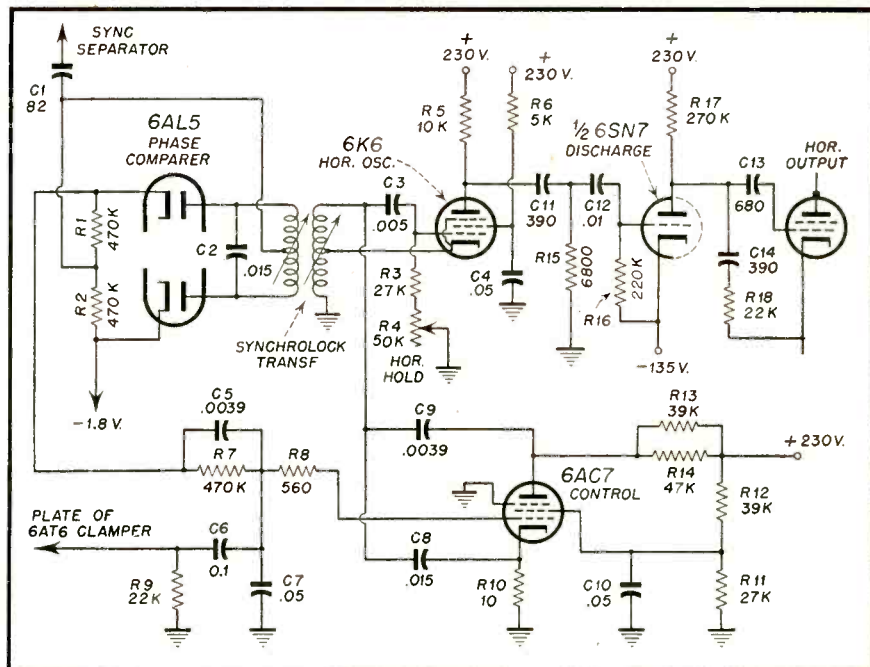 SYNC
SEPARATOR
C1
82
6AL5
PHASE
COMPARER
R1
470K
R2
470K
C2
.015
-1.8 V.
SYNCHROLOCK
TRANSF
C3
.005
R3
27K
R4
50K
HOR.
HOLD
6K6
HOR. OSC.
+
230 V.
R5
10 K
+
230 V.
R6
5K
C4
.05
C11
390
R15
6800
C12
.01
½ 6SN7
DISCHARGE
220K
R16
-135 V.
+
230 V.
R17
270 K
C13
680
C14
390
R18
22 K
HOR.
OUTPUT
C5
.0039
R7
470K
R8
560
PLATE OF
6AT6 CLAMPER
C6
0.1
R9
22K
C7
.05
C9
.0039
C8
.015
6AC7
CONTROL
R10
10
C10
.05
R13
39K
R14
47K
+ 230V.
R12
39K
R11
27K